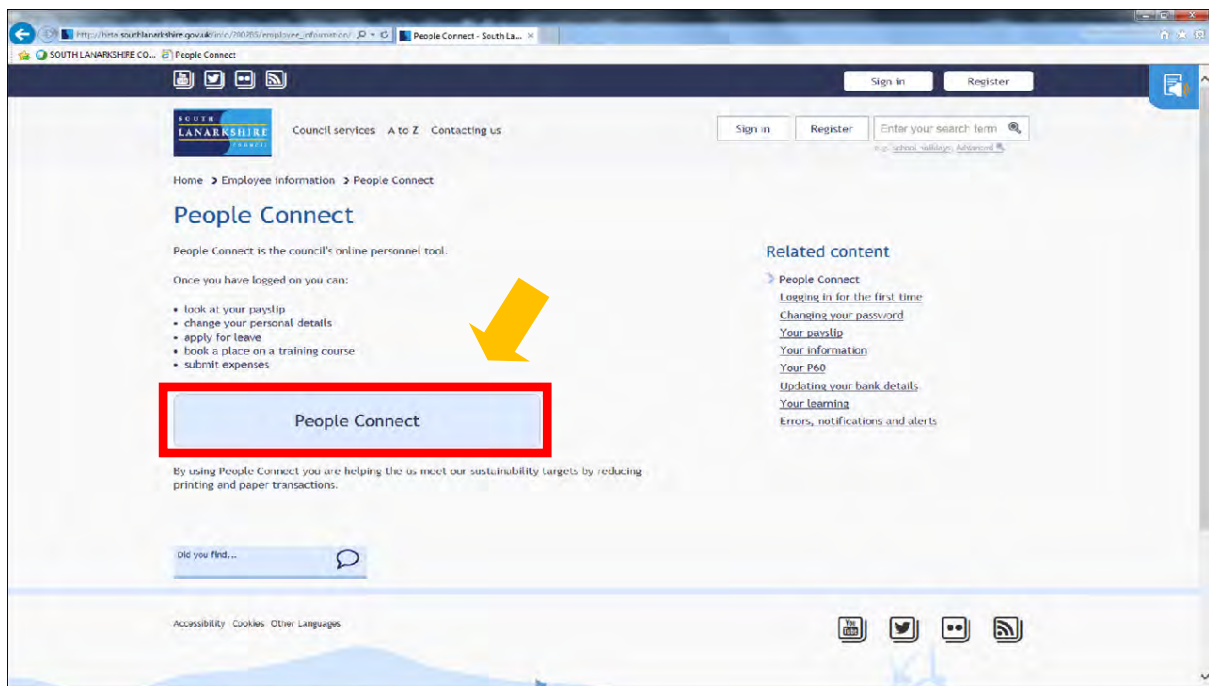 People Connect - South La...
SOUTH LANARKSHIRE CO... People Connect
Sign in Register
SOUTH
LANARKSHIRE
COUNCIL
Council services A to Z Contacting us
Sign in Register Enter your search term
e.g. school holidays, Advanced
Home > Employee information > People Connect
People Connect
People Connect is the council's online personnel tool.
Once you have logged on you can:
• look at your payslip
• change your personal details
• apply for leave
• book a place on a training course
• submit expenses
People Connect
By using People Connect you are helping the us meet our sustainability targets by reducing
printing and paper transactions.
Related content
People Connect
Logging in for the first time
Changing your password
Your payslip
Your information
Your P60
Updating your bank details
Your learning
Errors, notifications and alerts
Did you find...
Accessibility Cookies Other Languages
You
Tube